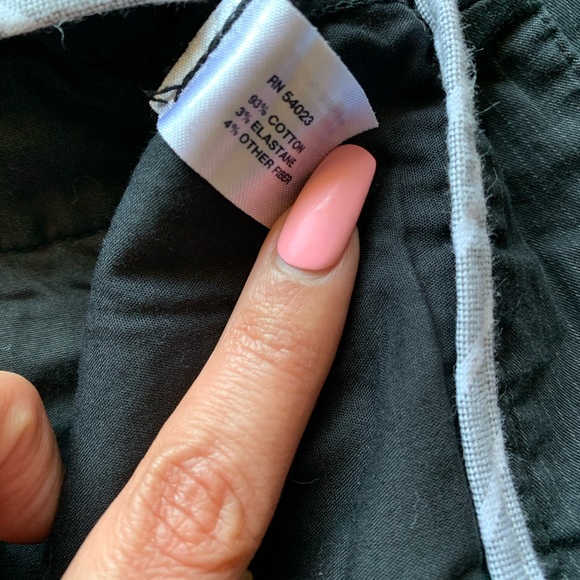 RN 54023
93% COTTON
3% ELASTANE
4% OTHER FIBER